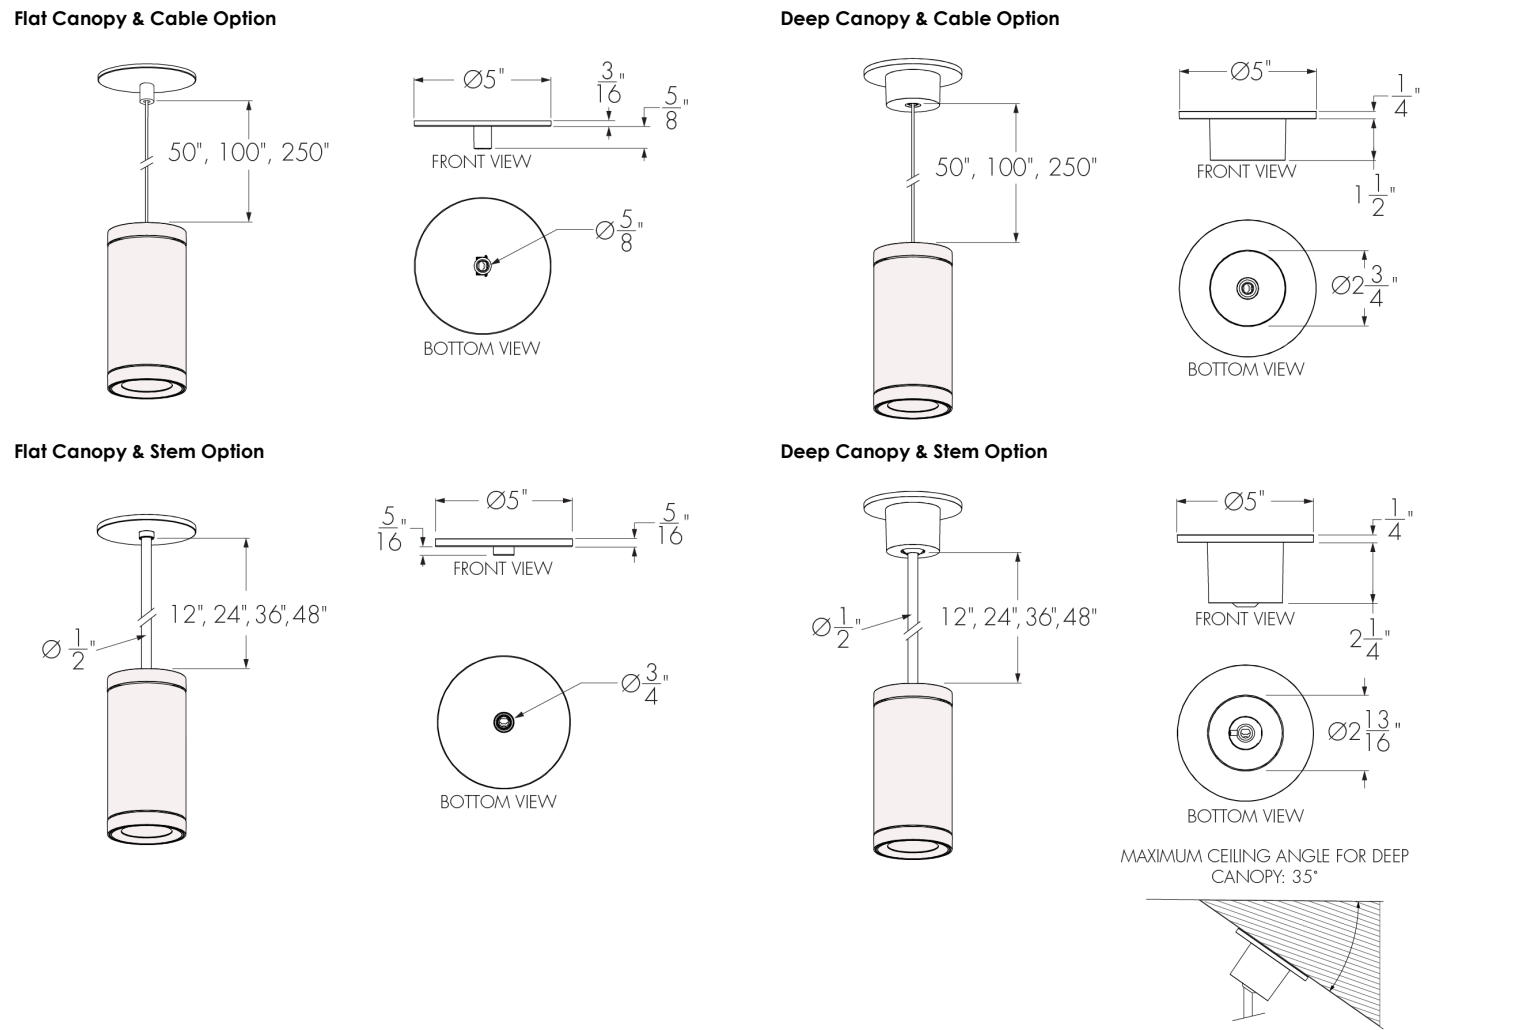 Flat Canopy & Cable Option
Ø5"
3/16"
5/8"
50", 100", 250"
FRONT VIEW
Ø5/8"
BOTTOM VIEW
Deep Canopy & Cable Option
Ø5"
1/4"
50", 100", 250"
FRONT VIEW
1 1/2"
Ø2 3/4"
BOTTOM VIEW
Flat Canopy & Stem Option
Ø5"
5/16"
5/16"
FRONT VIEW
12", 24", 36", 48"
Ø 1/2"
Ø3/4"
BOTTOM VIEW
Deep Canopy & Stem Option
Ø5"
1/4"
12", 24", 36", 48"
FRONT VIEW
Ø1/2"
2 1/4"
Ø2 13/16"
BOTTOM VIEW
MAXIMUM CEILING ANGLE FOR DEEP
CANOPY: 35°